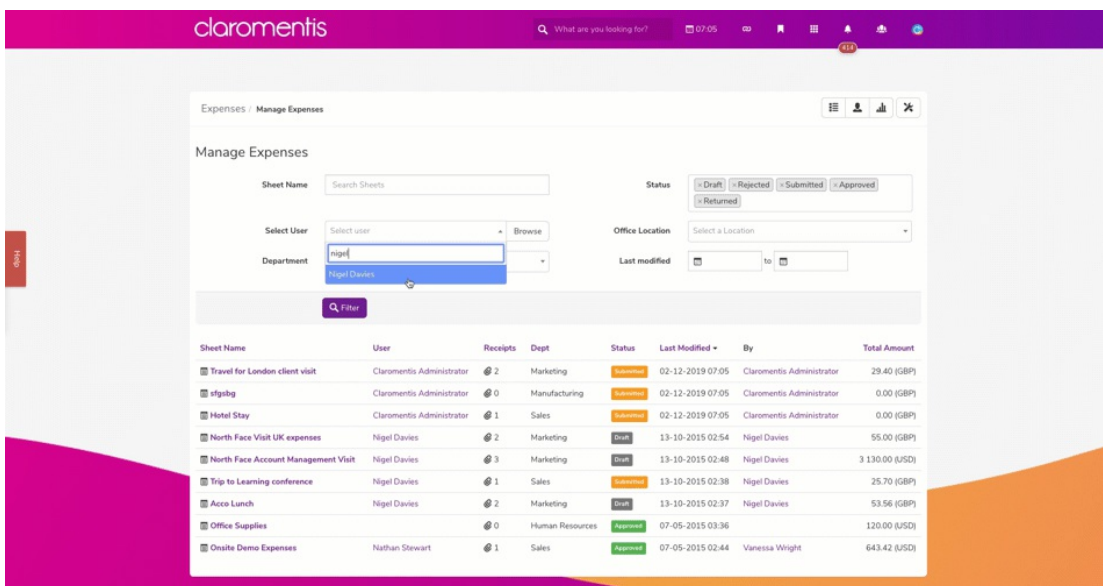 claromentis
What are you looking for?
07:05
414
Help
Expenses / Manage Expenses
Manage Expenses
Sheet Name
Search Sheets
Status
×Draft ×Rejected ×Submitted ×Approved
×Returned
Select User
Select user
Browse
Office Location
Select a Location
nigel
Department
Last modified
to
Nigel Davies
Filter
Sheet Name User Receipts Dept Status Last Modified By Total Amount
Travel for London client visit Claromentis Administrator 2 Marketing Submitted 02-12-2019 07:05 Claromentis Administrator 29.40 (GBP)
sfgsbg Claromentis Administrator 0 Manufacturing Submitted 02-12-2019 07:05 Claromentis Administrator 0.00 (GBP)
Hotel Stay Claromentis Administrator 1 Sales Submitted 02-12-2019 07:05 Claromentis Administrator 0.00 (GBP)
North Face Visit UK expenses Nigel Davies 2 Marketing Draft 13-10-2015 02:54 Nigel Davies 55.00 (GBP)
North Face Account Management Visit Nigel Davies 3 Marketing Draft 13-10-2015 02:48 Nigel Davies 3 130.00 (USD)
Trip to Learning conference Nigel Davies 1 Sales Submitted 13-10-2015 02:38 Nigel Davies 25.70 (GBP)
Acco Lunch Nigel Davies 2 Marketing Draft 13-10-2015 02:37 Nigel Davies 53.56 (GBP)
Office Supplies 0 Human Resources Approved 07-05-2015 03:36 120.00 (USD)
Onsite Demo Expenses Nathan Stewart 1 Sales Approved 07-05-2015 02:44 Vanessa Wright 643.42 (USD)